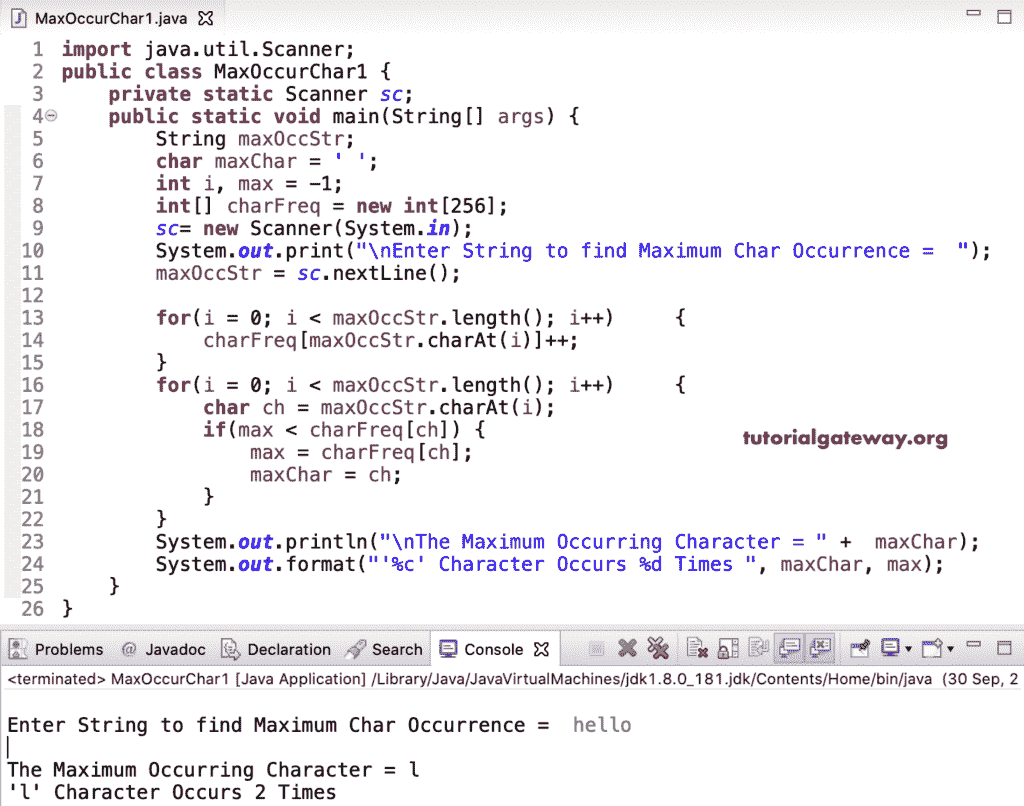 MaxOccurChar1.java
1 import java.util.Scanner;
2 public class MaxOccurChar1 {
3     private static Scanner sc;
4     public static void main(String[] args) {
5         String maxOccStr;
6         char maxChar = ' ';
7         int i, max = -1;
8         int[] charFreq = new int[256];
9         sc= new Scanner(System.in);
10         System.out.print("\nEnter String to find Maximum Char Occurrence =  ");
11         maxOccStr = sc.nextLine();
12
13         for(i = 0; i < maxOccStr.length(); i++)     {
14             charFreq[maxOccStr.charAt(i)]++;
15         }
16         for(i = 0; i < maxOccStr.length(); i++)     {
17             char ch = maxOccStr.charAt(i);
18             if(max < charFreq[ch]) {
19                 max = charFreq[ch];
20                 maxChar = ch;
21             }
22         }
23         System.out.println("\nThe Maximum Occurring Character = " +  maxChar);
24         System.out.format("'%c' Character Occurs %d Times ", maxChar, max);
25     }
26 }
tutorialgateway.org
Problems @ Javadoc Declaration Search Console
<terminated> MaxOccurChar1 [Java Application] /Library/Java/JavaVirtualMachines/jdk1.8.0_181.jdk/Contents/Home/bin/java (30 Sep, 2
Enter String to find Maximum Char Occurrence =  hello
The Maximum Occurring Character = l
'l' Character Occurs 2 Times